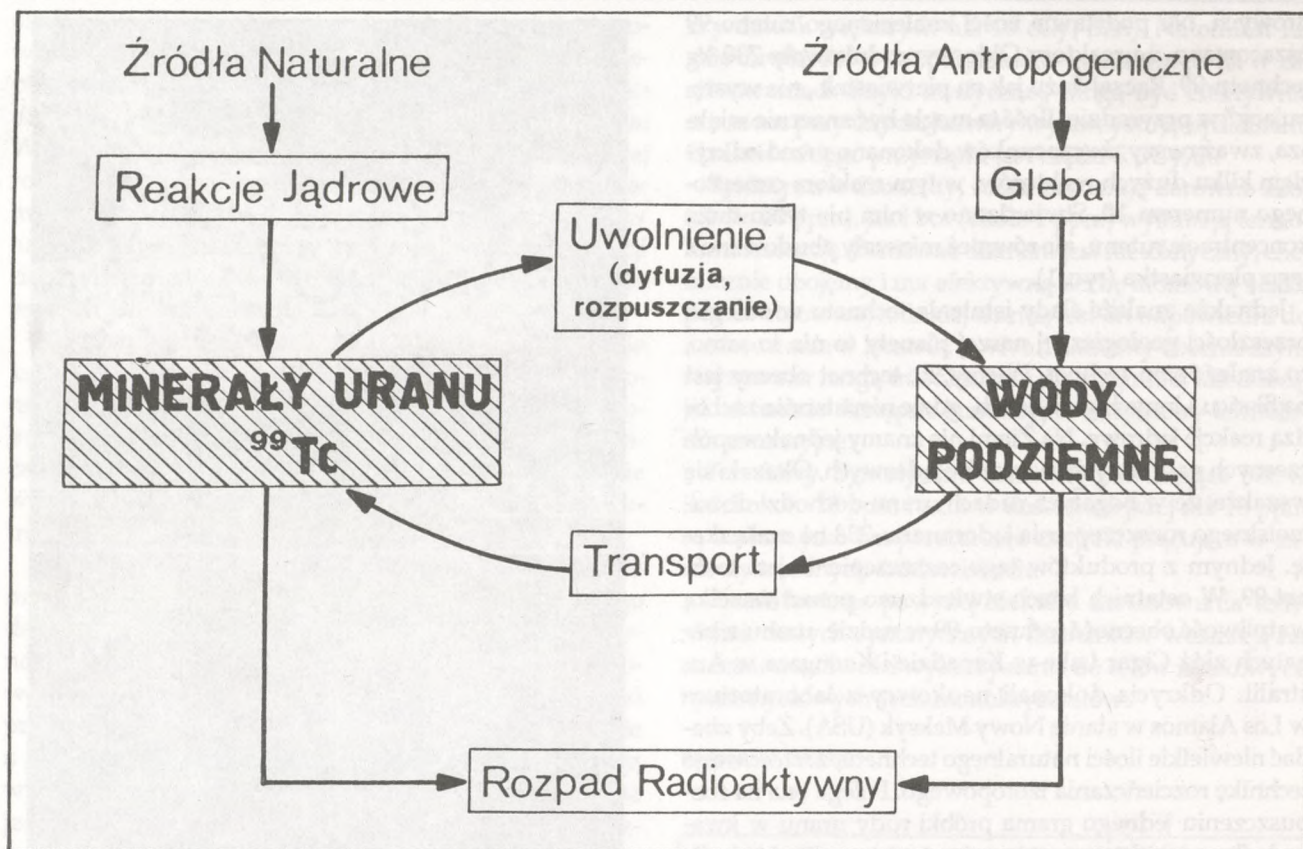 Źródła Naturalne
Źródła Antropogeniczne
Reakcje Jądrowe
Gleba
Uwolnienie
(dyfuzja
rozpuszczanie)
MINERAŁY URANU
⁹⁹Tc
WODY
PODZIEMNE
Transport
Rozpad Radioaktywny